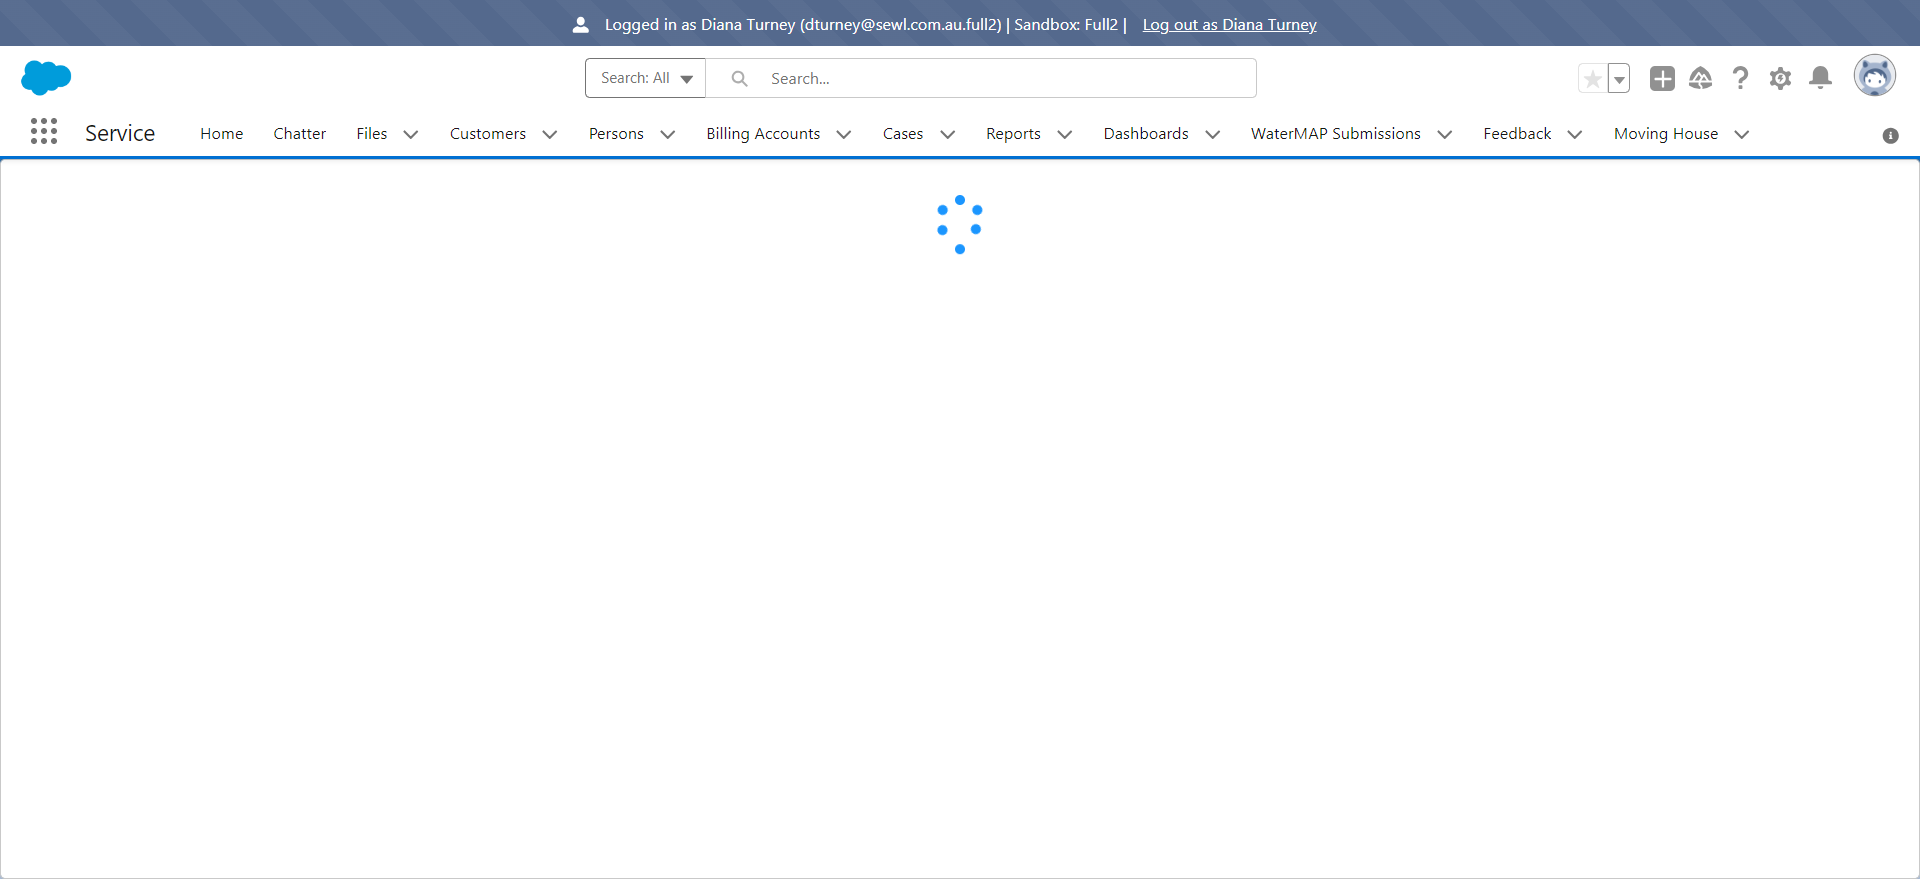 Logged in as Diana Turney (dturney@sewl.com.au.full2) | Sandbox: Full2 | Log out as Diana Turney
Search: All Search...
Service Home Chatter Files Customers Persons Billing Accounts Cases Reports Dashboards WaterMAP Submissions Feedback Moving House